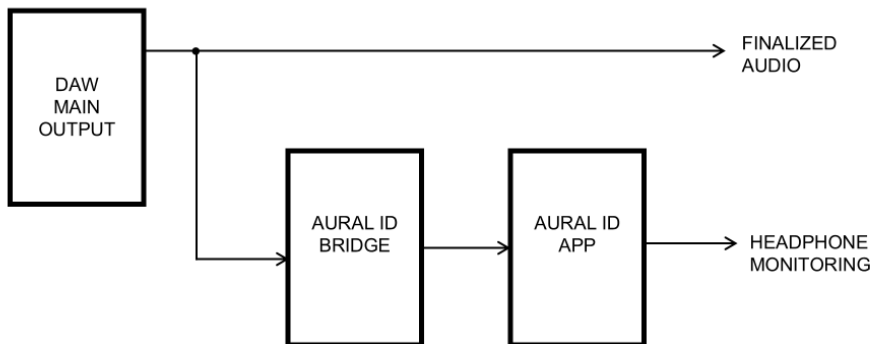 DAW
MAIN
OUTPUT
FINALIZED
AUDIO
AURAL ID
BRIDGE
AURAL ID
APP
HEADPHONE
MONITORING